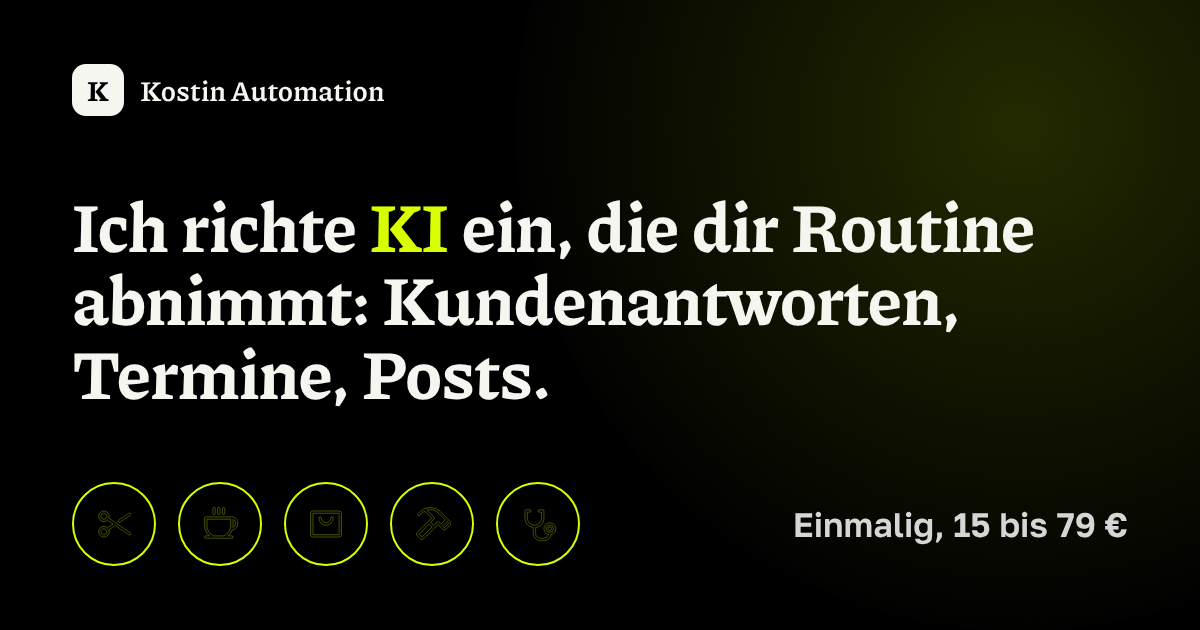 K
Kostin Automation
Ich richte KI ein, die dir Routine
abnimmt: Kundenantworten,
Termine, Posts.
Einmalig, 15 bis 79 €